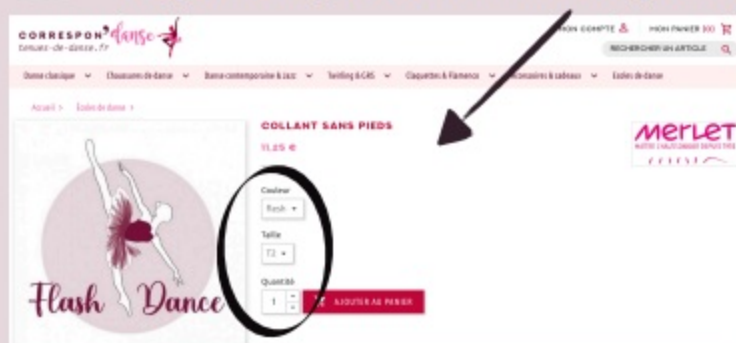 CORRESPON'danse
tenues-de-danse.fr
MON COMPTE
MON PANIER (0)
RECHERCHER UN ARTICLE
Danse classique
Chaussures de danse
Danse contemporaine & Jazz
Twirling & GRS
Claquettes & Flamenco
Accessoires & cadeaux
Ecoles de danse
Accueil >
Ecoles de danse >
COLLANT SANS PIEDS
11,25 €
MERLET
Couleur
Taille
T2
Quantité
1
AJOUTER AU PANIER
Flash Dance